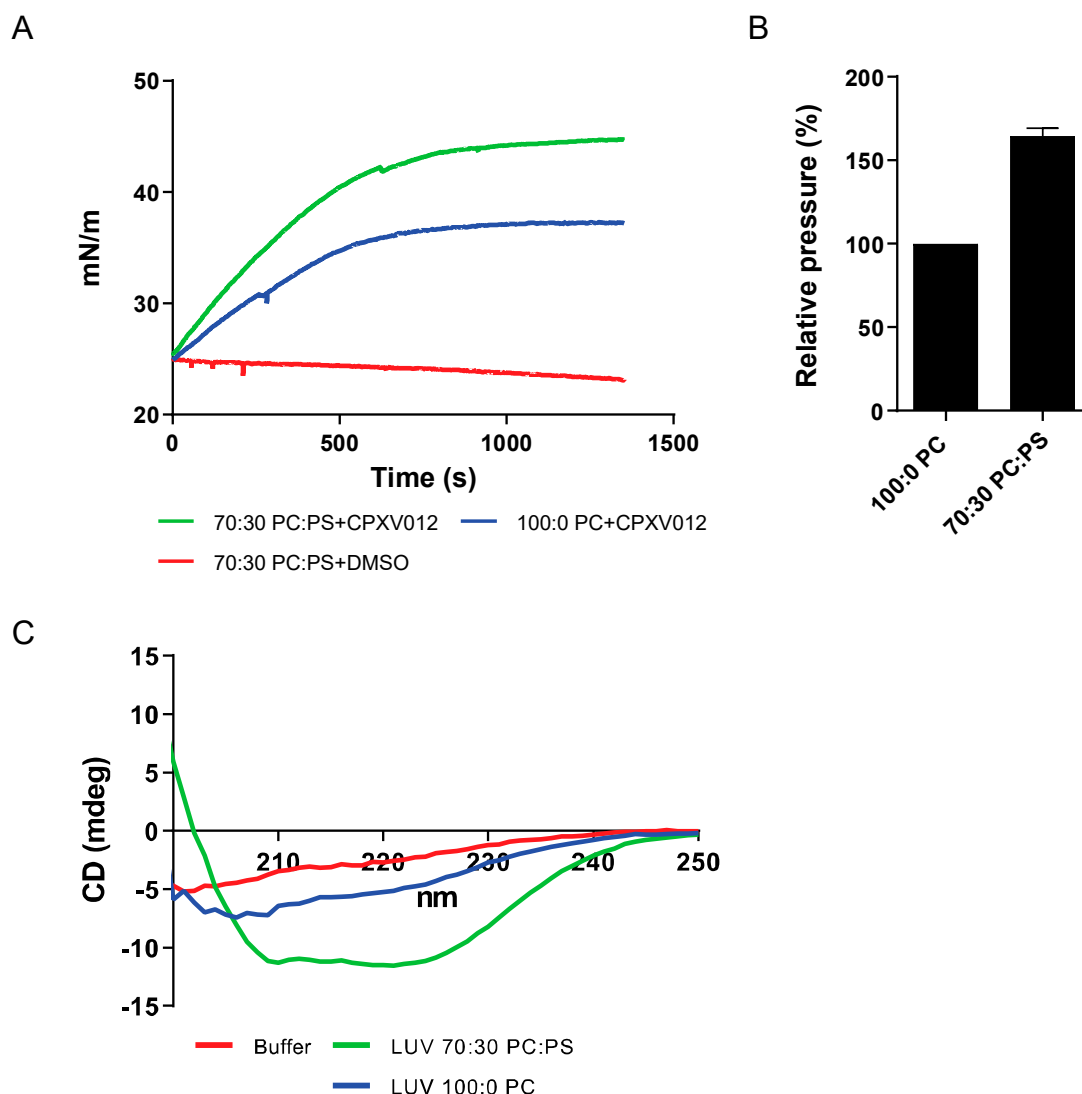 A
50
40
30
20
mN/m
0 500 1000 1500
Time (s)
70:30 PC:PS+CPXV012 100:0 PC+CPXV012
70:30 PC:PS+DMSO
B
200
150
100
50
0
Relative pressure (%)
100:0 PC
70:30 PC:PS
C
15
10
5
0
-5
-10
-15
CD (mdeg)
210 220 230 240 250
nm
Buffer LUV 70:30 PC:PS
LUV 100:0 PC